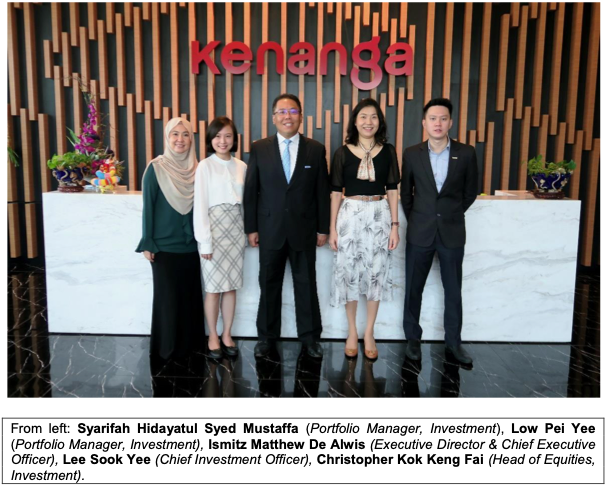 kenanga
From left: Syarifah Hidayatul Syed Mustaffa (Portfolio Manager, Investment), Low Pei Yee
(Portfolio Manager, Investment), Ismitz Matthew De Alwis (Executive Director & Chief Executive
Officer), Lee Sook Yee (Chief Investment Officer), Christopher Kok Keng Fai (Head of Equities,
Investment).